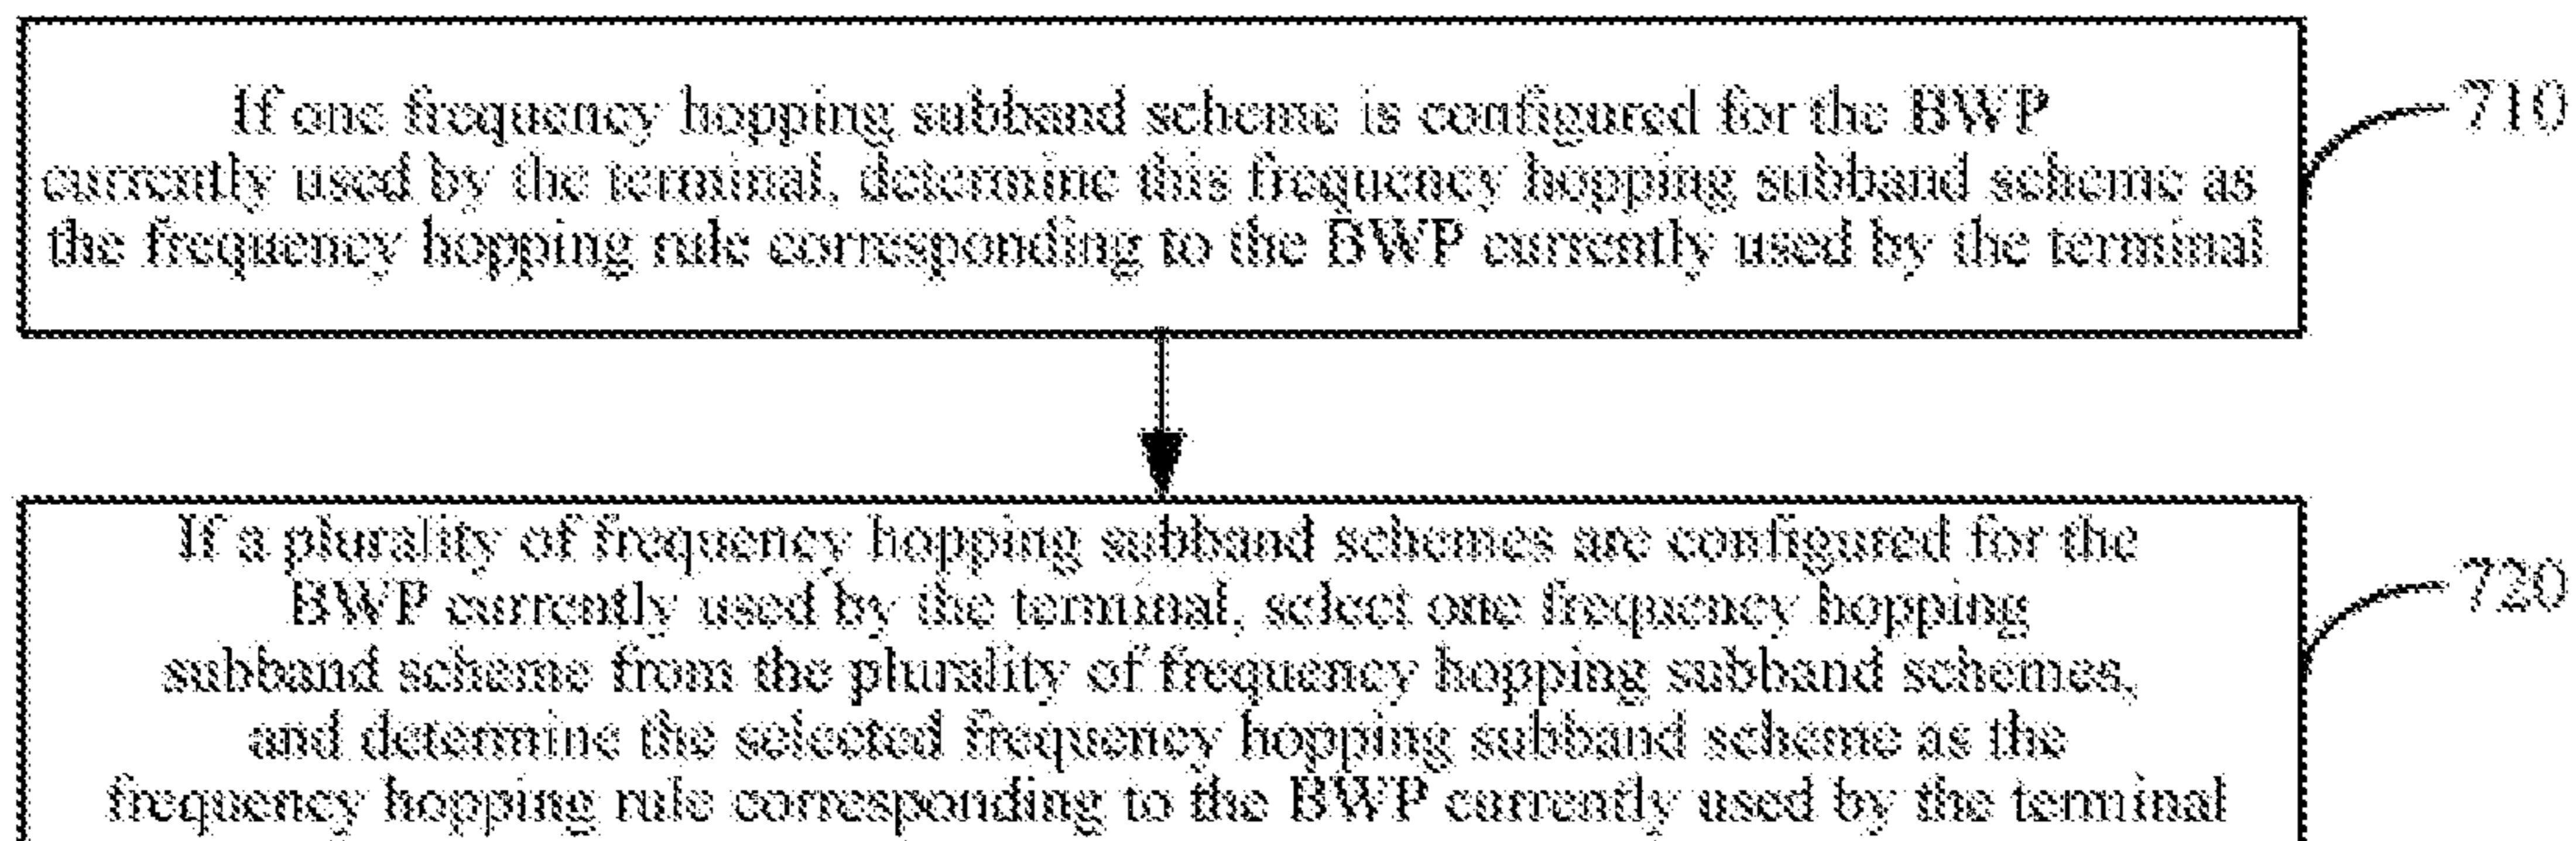 If one frequency hopping subband scheme is configured for the BWP
currently used by the terminal, determine this frequency hopping subband scheme as
the frequency hopping rule corresponding to the BWP currently used by the terminal
710
If a plurality of frequency hopping subband schemes are configured for the
BWP currently used by the terminal, select one frequency hopping
subband scheme from the plurality of frequency hopping subband schemes,
and determine the selected frequency hopping subband scheme as the
frequency hopping rule corresponding to the BWP currently used by the terminal
720